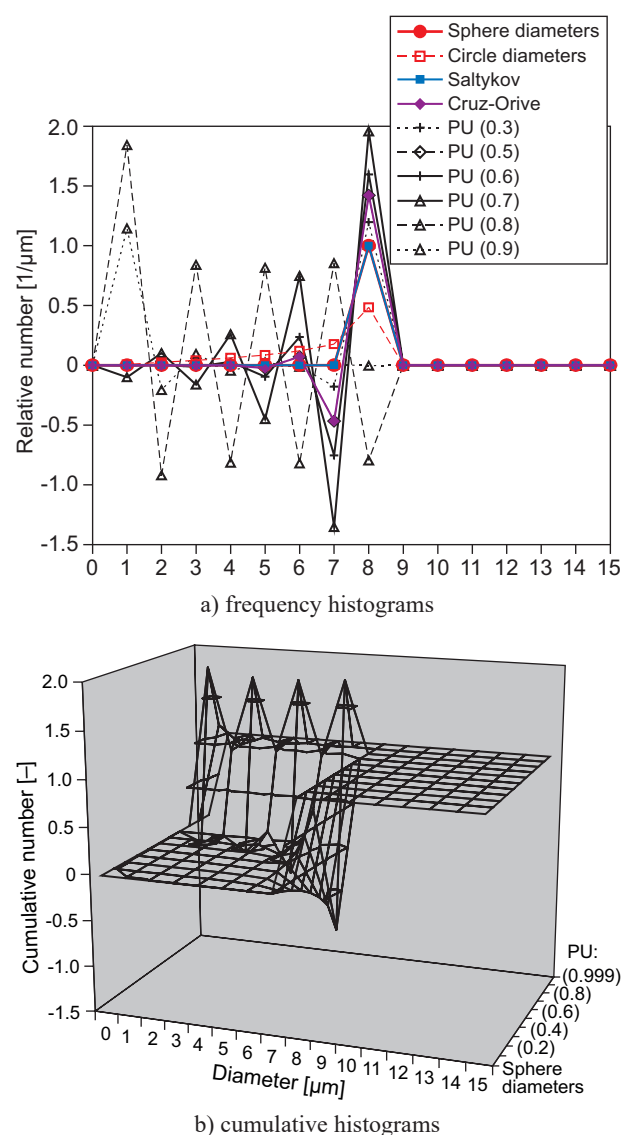 Sphere diameters
Circle diameters
Saltykov
Cruz-Orive
PU (0.3)
PU (0.5)
PU (0.6)
PU (0.7)
PU (0.8)
PU (0.9)
Relative number [1/µm]
2.0
1.5
1.0
0.5
0
-0.5
-1.0
-1.5
0 1 2 3 4 5 6 7 8 9 10 11 12 13 14 15
a) frequency histograms
Cumulative number [–]
2.0
1.5
1.0
0.5
0
-0.5
-1.0
-1.5
PU:
(0.999)
(0.8)
(0.6)
(0.4)
(0.2)
Sphere
diameters
0 1 2 3 4 5 6 7 8 9 10 11 12 13 14 15
Diameter [µm]
b) cumulative histograms